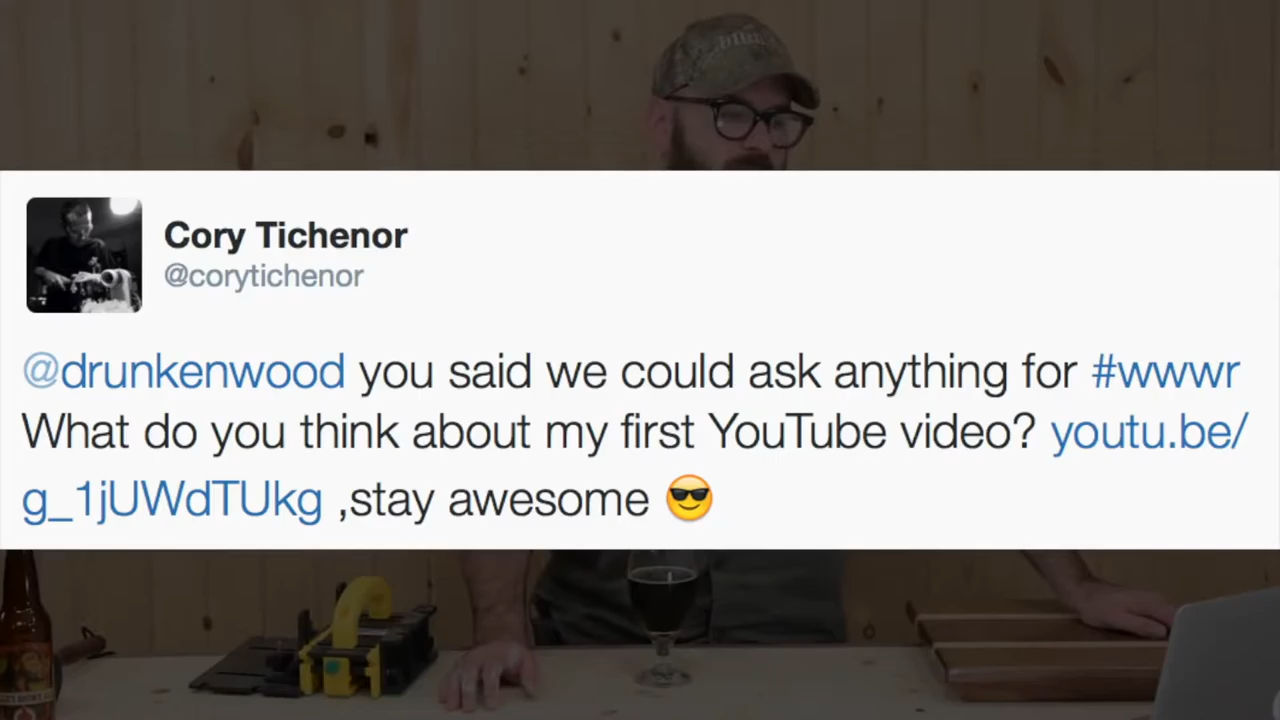 Cory Tichenor
@corytichenor
@drunkenwood you said we could ask anything for #wwwr
What do you think about my first YouTube video? youtu.be/
g_1jUWdTUkg ,stay awesome 😎